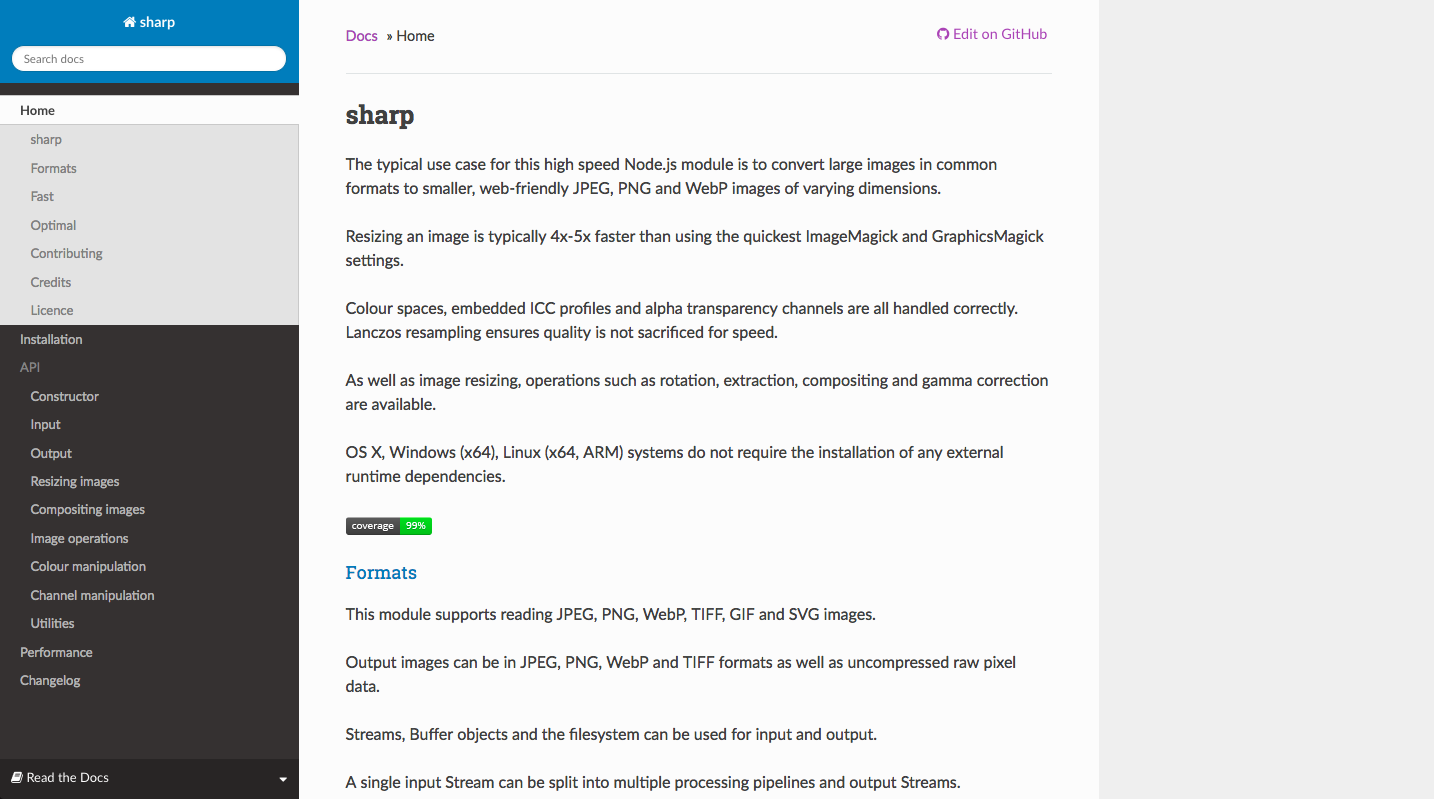 sharp
Search docs
Home
sharp
Formats
Fast
Optimal
Contributing
Credits
Licence
Installation
API
Constructor
Input
Output
Resizing images
Compositing images
Image operations
Colour manipulation
Channel manipulation
Utilities
Performance
Changelog
Read the Docs
Docs » Home
Edit on GitHub
sharp
The typical use case for this high speed Node.js module is to convert large images in common
formats to smaller, web-friendly JPEG, PNG and WebP images of varying dimensions.
Resizing an image is typically 4x-5x faster than using the quickest ImageMagick and GraphicsMagick
settings.
Colour spaces, embedded ICC profiles and alpha transparency channels are all handled correctly.
Lanczos resampling ensures quality is not sacrificed for speed.
As well as image resizing, operations such as rotation, extraction, compositing and gamma correction
are available.
OS X, Windows (x64), Linux (x64, ARM) systems do not require the installation of any external
runtime dependencies.
coverage 99%
Formats
This module supports reading JPEG, PNG, WebP, TIFF, GIF and SVG images.
Output images can be in JPEG, PNG, WebP and TIFF formats as well as uncompressed raw pixel
data.
Streams, Buffer objects and the filesystem can be used for input and output.
A single input Stream can be split into multiple processing pipelines and output Streams.